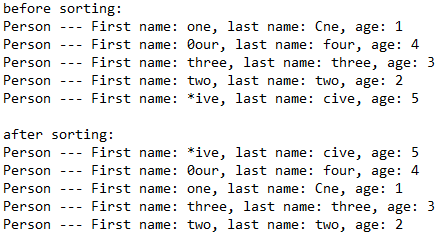 before sorting:
Person --- First name: one, last name: Cne, age: 1
Person --- First name: 0our, last name: four, age: 4
Person --- First name: three, last name: three, age: 3
Person --- First name: two, last name: two, age: 2
Person --- First name: *ive, last name: cive, age: 5

after sorting:
Person --- First name: *ive, last name: cive, age: 5
Person --- First name: 0our, last name: four, age: 4
Person --- First name: one, last name: Cne, age: 1
Person --- First name: three, last name: three, age: 3
Person --- First name: two, last name: two, age: 2